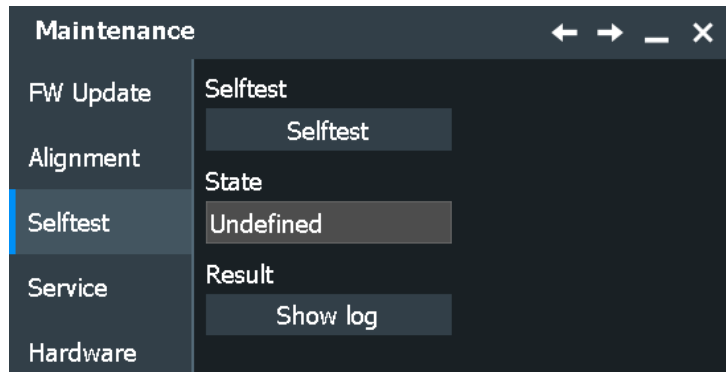 Maintenance
FW Update
Alignment
Selftest
Service
Hardware
Selftest
Selftest
State
Undefined
Result
Show log